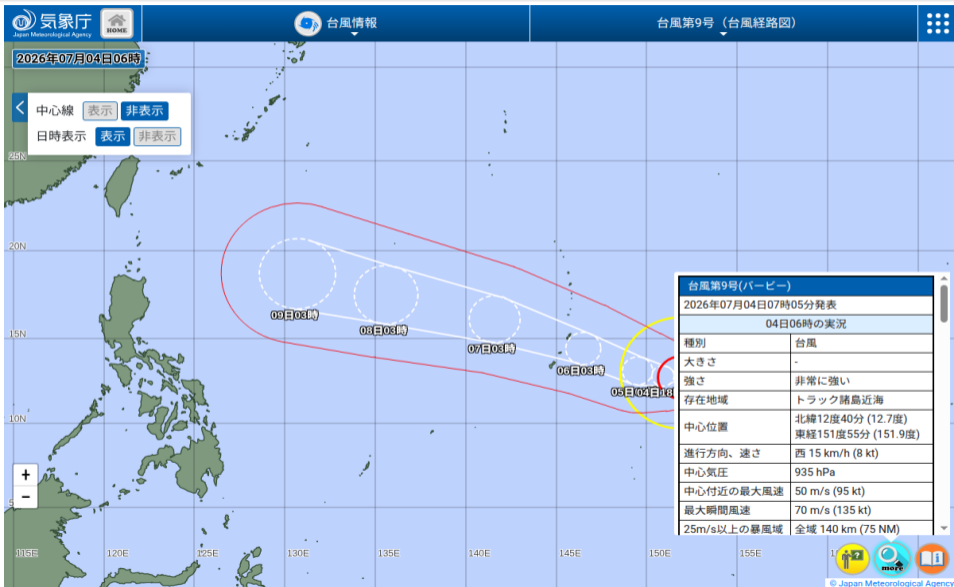 気象庁
Japan Meteorological Agency
HOME
台風情報
台風第9号（台風経路図）
2026年07月04日06時
中心線 表示 非表示
日時表示 表示 非表示
25N
20N
15N
10N
5
09日03時
08日03時
07日03時
06日03時
05日
04日18
台風第9号(バービー)
2026年07月04日07時05分発表
04日06時の実況
種別 台風
大きさ -
強さ 非常に強い
存在地域 トラック諸島近海
中心位置 北緯12度40分 (12.7度)
東経151度55分 (151.9度)
進行方向、速さ 西 15 km/h (8 kt)
中心気圧 935 hPa
中心付近の最大風速 50 m/s (95 kt)
最大瞬間風速 70 m/s (135 kt)
25m/s以上の暴風域 全域 140 km (75 NM)
+
−
115E 120E 125E 130E 135E 140E 145E 150E 155E
more
© Japan Meteorological Agency